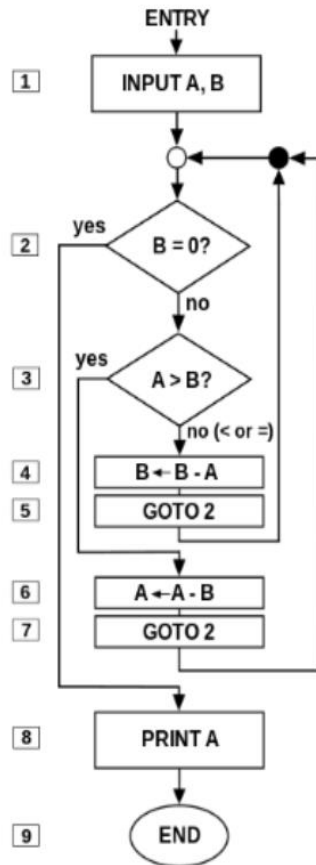 ENTRY
1 INPUT A, B
yes
2 B = 0?
no
yes
3 A > B?
no (< or =)
4 B ← B - A
5 GOTO 2
6 A ← A - B
7 GOTO 2
8 PRINT A
9 END